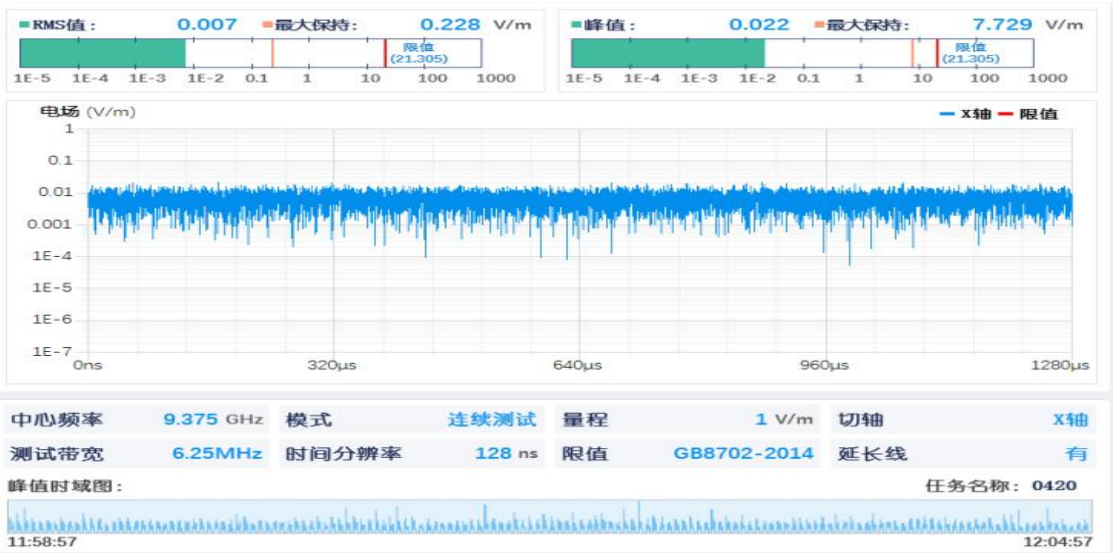 RMS值： 0.007 最大保持： 0.228 V/m
限值
(21.305)
1E-5 1E-4 1E-3 1E-2 0.1 1 10 100 1000
峰值： 0.022 最大保持： 7.729 V/m
限值
(21.305)
1E-5 1E-4 1E-3 1E-2 0.1 1 10 100 1000
电场 (V/m)
X轴 限值
1
0.1
0.01
0.001
1E-4
1E-5
1E-6
1E-7
0ns 320μs 640μs 960μs 1280μs
中心频率 9.375 GHz 模式 连续测试 量程 1 V/m 切轴 X轴
测试带宽 6.25MHz 时间分辨率 128 ns 限值 GB8702-2014 延长线 有
峰值时域图： 任务名称： 0420
11:58:57 12:04:57